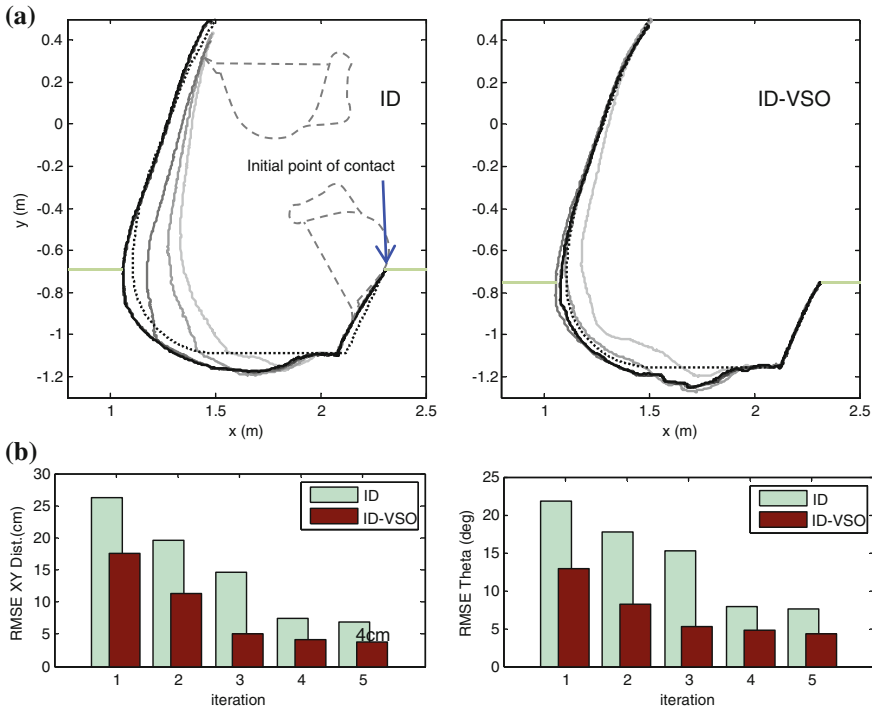 (a)
0.4
0.2
0
-0.2
-0.4
-0.6
-0.8
-1
-1.2
y (m)
1
1.5
2
2.5
x (m)
ID
Initial point of contact
0.4
0.2
0
-0.2
-0.4
-0.6
-0.8
-1
-1.2
1
1.5
2
2.5
x (m)
ID-VSO
(b)
30
25
20
15
10
5
0
RMSE XY Dist.(cm)
1
2
3
4
5
iteration
ID
ID-VSO
4cm
25
20
15
10
5
0
RMSE Theta (deg)
1
2
3
4
5
iteration
ID
ID-VSO